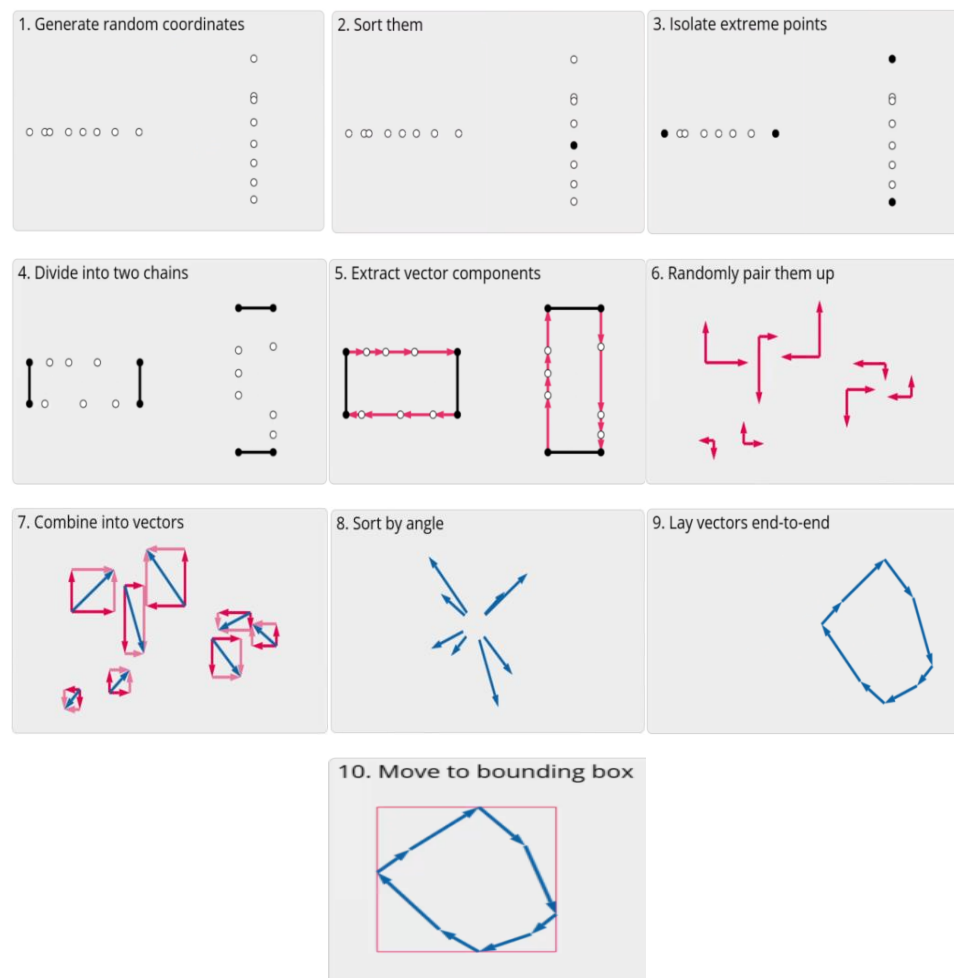 1. Generate random coordinates
2. Sort them
3. Isolate extreme points
4. Divide into two chains
5. Extract vector components
6. Randomly pair them up
7. Combine into vectors
8. Sort by angle
9. Lay vectors end-to-end
10. Move to bounding box